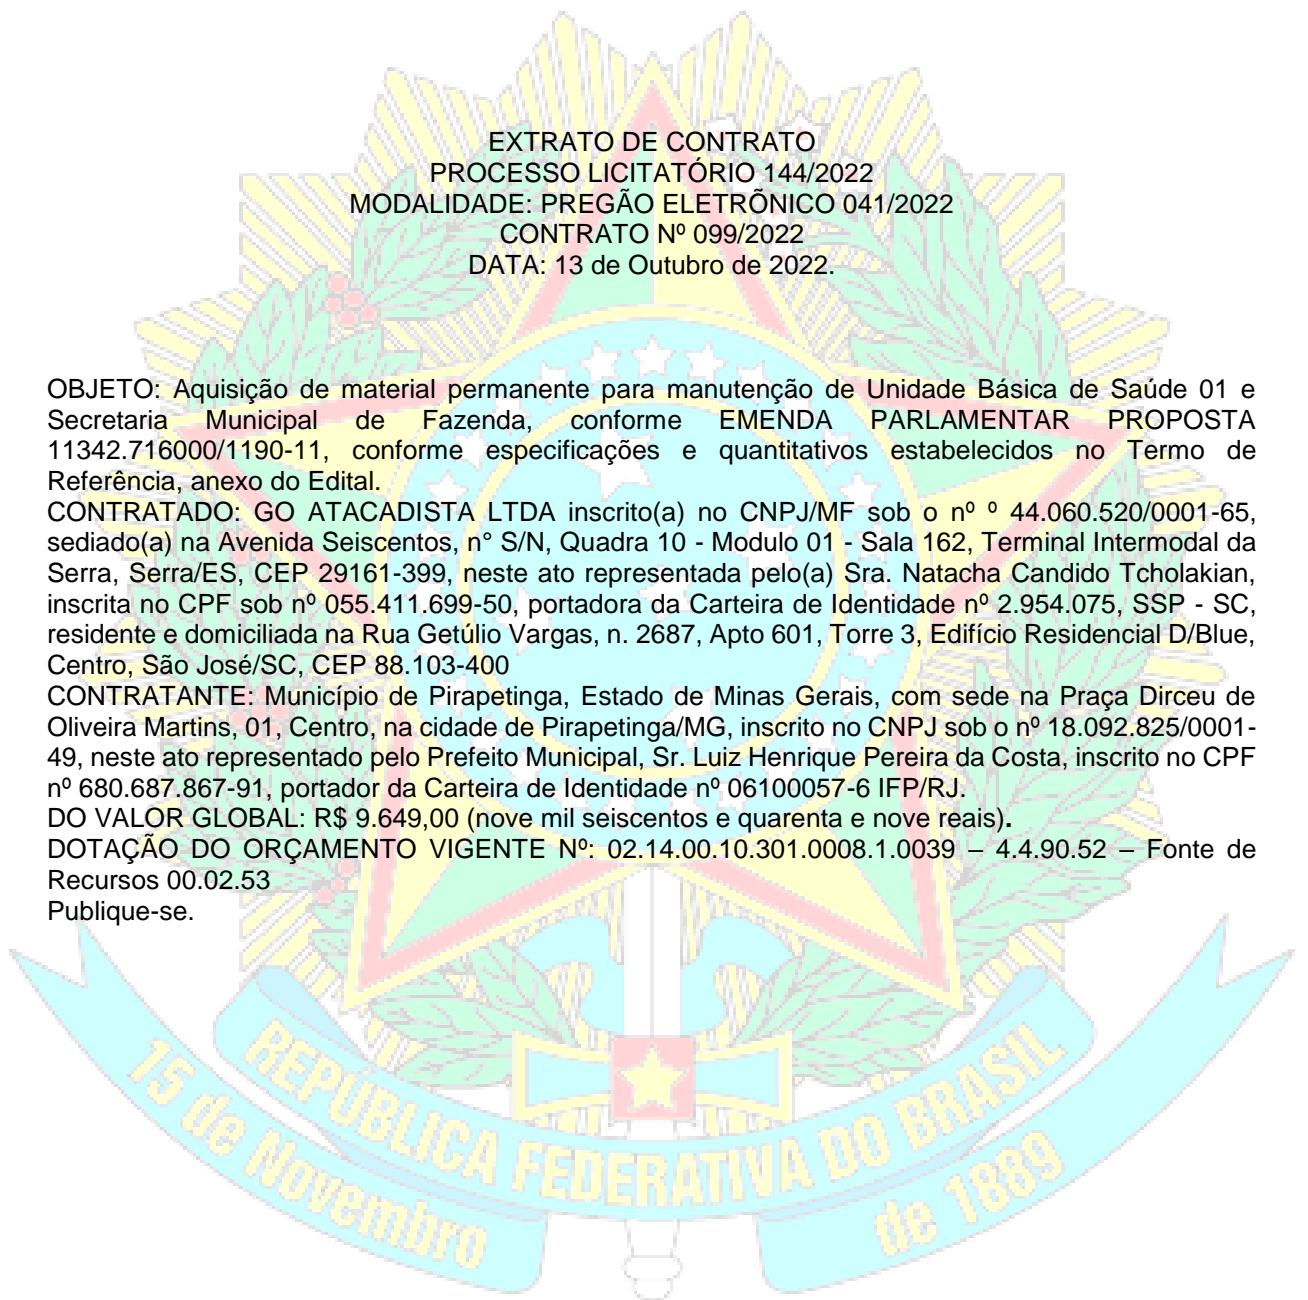 EXTRATO DE CONTRATO
PROCESSO LICITATÓRIO 144/2022
MODALIDADE: PREGÃO ELETRÕNICO 041/2022
CONTRATO Nº 099/2022
DATA: 13 de Outubro de 2022.
OBJETO: Aquisição de material permanente para manutenção de Unidade Básica de Saúde 01 e
Secretaria Municipal de Fazenda, conforme EMENDA PARLAMENTAR PROPOSTA
11342.716000/1190-11, conforme especificações e quantitativos estabelecidos no Termo de
Referência, anexo do Edital.
CONTRATADO: GO ATACADISTA LTDA inscrito(a) no CNPJ/MF sob o nº º 44.060.520/0001-65,
sediado(a) na Avenida Seiscentos, n° S/N, Quadra 10 - Modulo 01 - Sala 162, Terminal Intermodal da
Serra, Serra/ES, CEP 29161-399, neste ato representada pelo(a) Sra. Natacha Candido Tcholakian,
inscrita no CPF sob nº 055.411.699-50, portadora da Carteira de Identidade nº 2.954.075, SSP - SC,
residente e domiciliada na Rua Getúlio Vargas, n. 2687, Apto 601, Torre 3, Edifício Residencial D/Blue,
Centro, São José/SC, CEP 88.103-400
CONTRATANTE: Município de Pirapetinga, Estado de Minas Gerais, com sede na Praça Dirceu de
Oliveira Martins, 01, Centro, na cidade de Pirapetinga/MG, inscrito no CNPJ sob o nº 18.092.825/0001-
49, neste ato representado pelo Prefeito Municipal, Sr. Luiz Henrique Pereira da Costa, inscrito no CPF
nº 680.687.867-91, portador da Carteira de Identidade nº 06100057-6 IFP/RJ.
DO VALOR GLOBAL: R$ 9.649,00 (nove mil seiscentos e quarenta e nove reais).
DOTAÇÃO DO ORÇAMENTO VIGENTE Nº: 02.14.00.10.301.0008.1.0039 – 4.4.90.52 – Fonte de
Recursos 00.02.53
Publique-se.
REPÚBLICA FEDERATIVA DO BRASIL
15 de Novembro de 1889